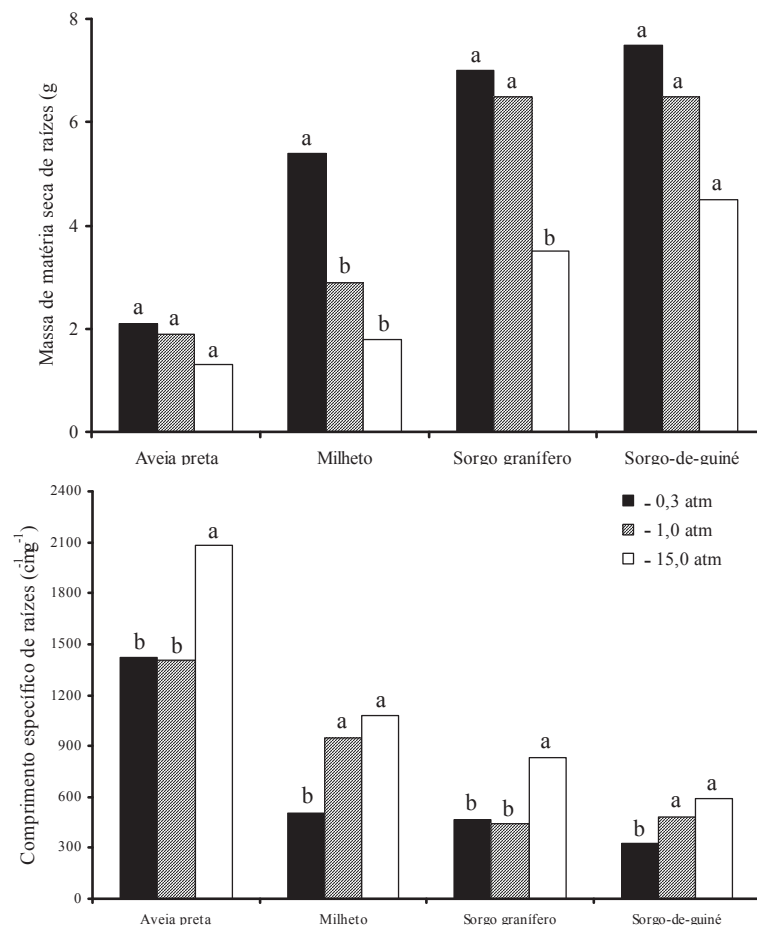 Massa de matéria seca de raízes (g
8
6
4
2
0
a
a
a
a
b
b
a
a
b
a
a
a
Aveia preta
Milheto
Sorgo granífero
Sorgo-de-guiné
Comprimento específico de raízes (cmg-1
2400
2100
1800
1500
1200
900
600
300
0
- 0,3 atm
- 1,0 atm
- 15,0 atm
b
b
a
b
a
a
b
b
a
b
a
a
Aveia preta
Milheto
Sorgo granífero
Sorgo-de-guiné